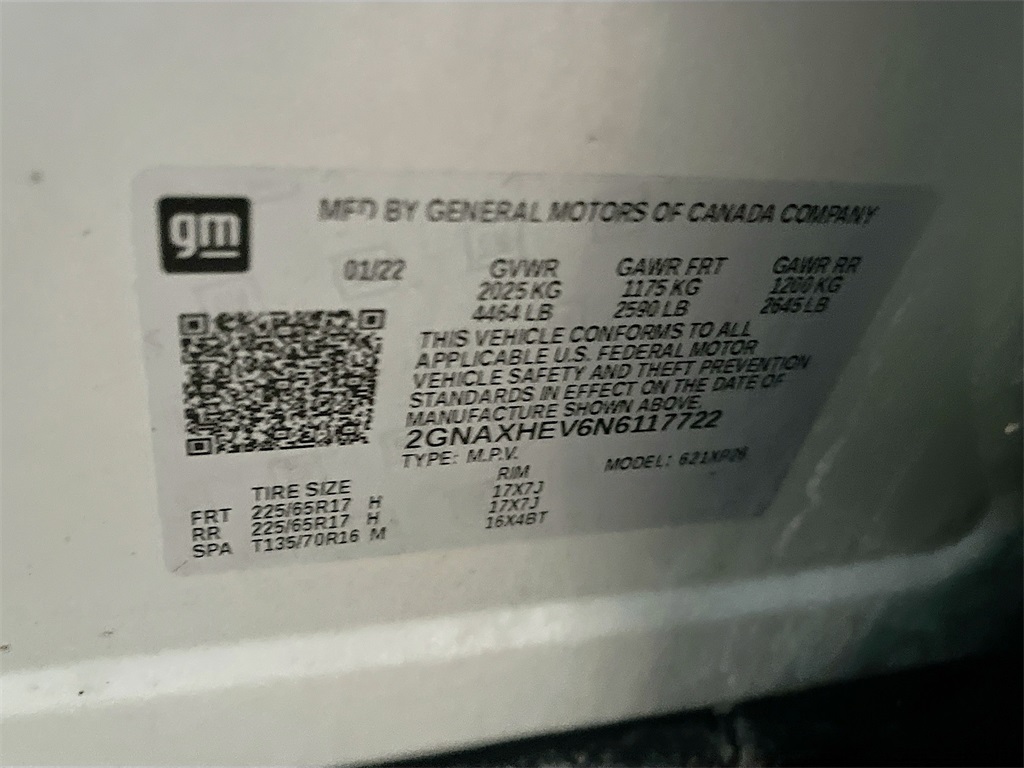 gm
MFD BY GENERAL MOTORS OF CANADA COMPANY
01/22 GVWR GAWR FRT GAWR RR
2025 KG 1175 KG 1200 KG
4464 LB 2590 LB 2645 LB
THIS VEHICLE CONFORMS TO ALL
APPLICABLE U.S. FEDERAL MOTOR
VEHICLE SAFETY AND THEFT PREVENTION
STANDARDS IN EFFECT ON THE DATE OF
MANUFACTURE SHOWN ABOVE.
2GNAXHEV6N6117722
TYPE: M.P.V. MODEL: 621XP26
TIRE SIZE RIM
FRT 225/65R17 H 17X7J
RR 225/65R17 H 17X7J
SPA T135/70R16 M 16X4BT